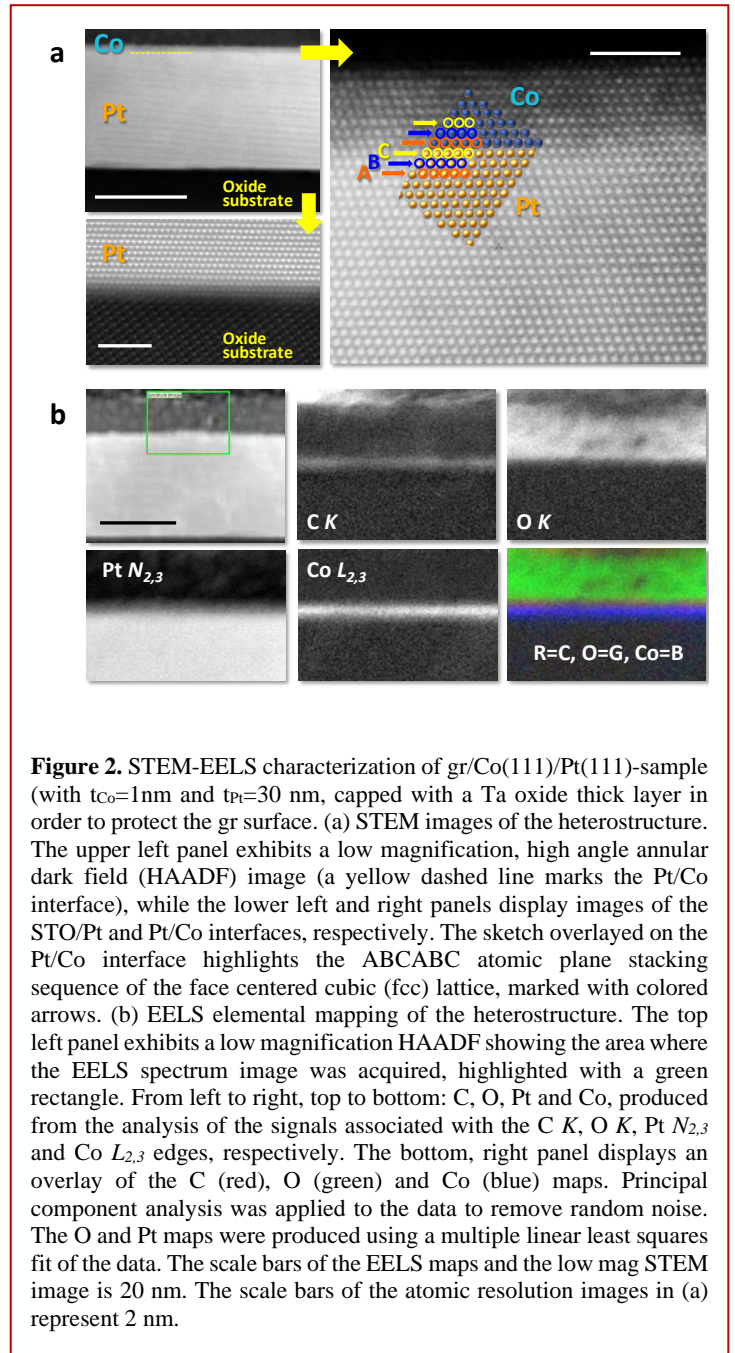 a
Co
Pt
Oxide
substrate
Pt
Oxide
substrate
Co
C
B
A
Pt
b
C K
O K
Pt N2,3
Co L2,3
R=C, O=G, Co=B
Figure 2. STEM-EELS characterization of gr/Co(111)/Pt(111)-sample
(with tCo=1nm and tPt=30 nm, capped with a Ta oxide thick layer in
order to protect the gr surface. (a) STEM images of the heterostructure.
The upper left panel exhibits a low magnification, high angle annular
dark field (HAADF) image (a yellow dashed line marks the Pt/Co
interface), while the lower left and right panels display images of the
STO/Pt and Pt/Co interfaces, respectively. The sketch overlayed on the
Pt/Co interface highlights the ABCABC atomic plane stacking
sequence of the face centered cubic (fcc) lattice, marked with colored
arrows. (b) EELS elemental mapping of the heterostructure. The top
left panel exhibits a low magnification HAADF showing the area where
the EELS spectrum image was acquired, highlighted with a green
rectangle. From left to right, top to bottom: C, O, Pt and Co, produced
from the analysis of the signals associated with the C K, O K, Pt N2,3
and Co L2,3 edges, respectively. The bottom, right panel displays an
overlay of the C (red), O (green) and Co (blue) maps. Principal
component analysis was applied to the data to remove random noise.
The O and Pt maps were produced using a multiple linear least squares
fit of the data. The scale bars of the EELS maps and the low mag STEM
image is 20 nm. The scale bars of the atomic resolution images in (a)
represent 2 nm.